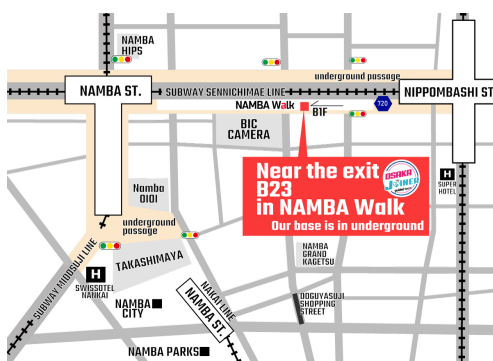 NAMBA
HIPS
underground passage
NAMBA ST.
SUBWAY SENNICHIMAE LINE
NIPPOMBASHI ST
NAMBA Walk
B1F
720
BIC
CAMERA
Near the exit
B23
in NAMBA Walk
Our base is in underground
OSAKA
JOINER
H
SUPER
HOTEL
Namba
OIOI
underground
passage
SUBWAY MIDOSUJI LINE
TAKASHIMAYA
H
SWISSOTEL
NANKAI
NAMBA
CITY
NAKAI LINE
NAMBA ST.
NAMBA
GRAND
KAGETSU
DOGUYASUJI
SHOPPING
STREET
NAMBA PARKS